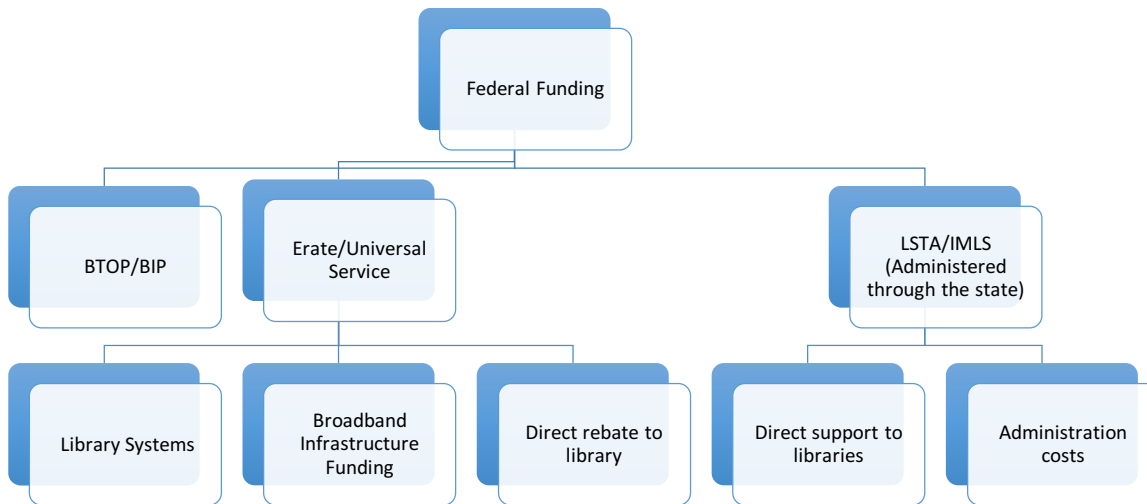 Federal Funding
BTOP/BIP
Erate/Universal
Service
LSTA/IMLS
(Administered
through the state)
Library Systems
Broadband
Infrastructure
Funding
Direct rebate to
library
Direct support to
libraries
Administration
costs